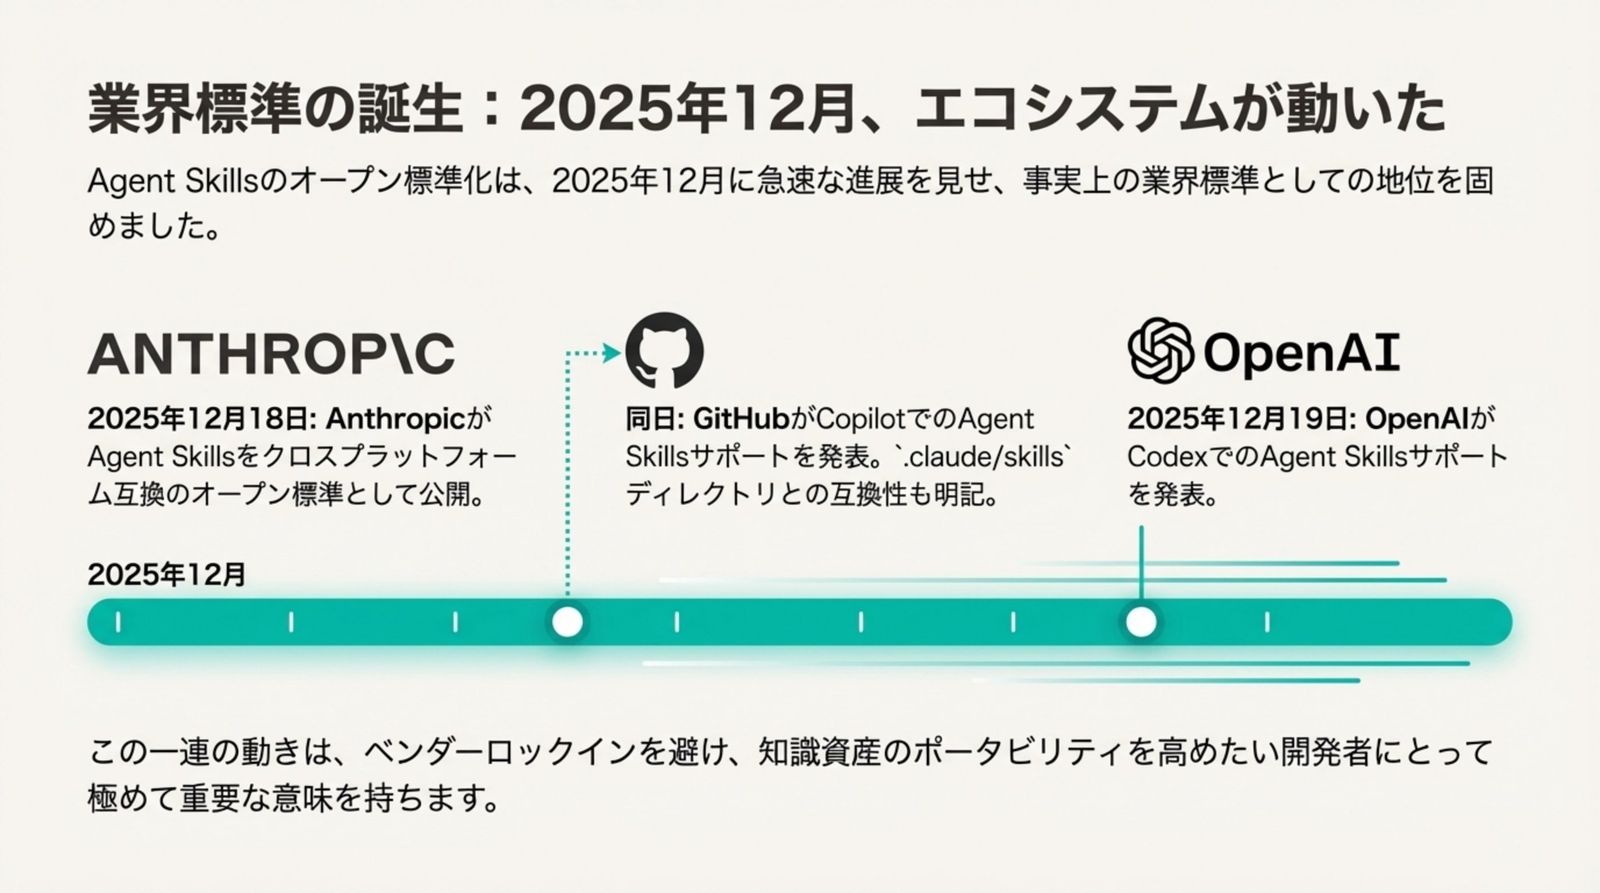 業界標準の誕生：2025年12月、エコシステムが動いた
Agent Skillsのオープン標準化は、2025年12月に急速な進展を見せ、事実上の業界標準としての地位を固
めました。
ANTHROP\C
2025年12月18日: Anthropicが
Agent Skillsをクロスプラットフォー
ム互換のオープン標準として公開。
同日: GitHubがCopilotでのAgent
Skillsサポートを発表。`.claude/skills`
ディレクトリとの互換性も明記。
OpenAI
2025年12月19日: OpenAIが
CodexでのAgent Skillsサポート
を発表。
2025年12月
この一連の動きは、ベンダーロックインを避け、知識資産のポータビリティを高めたい開発者にとって
極めて重要な意味を持ちます。